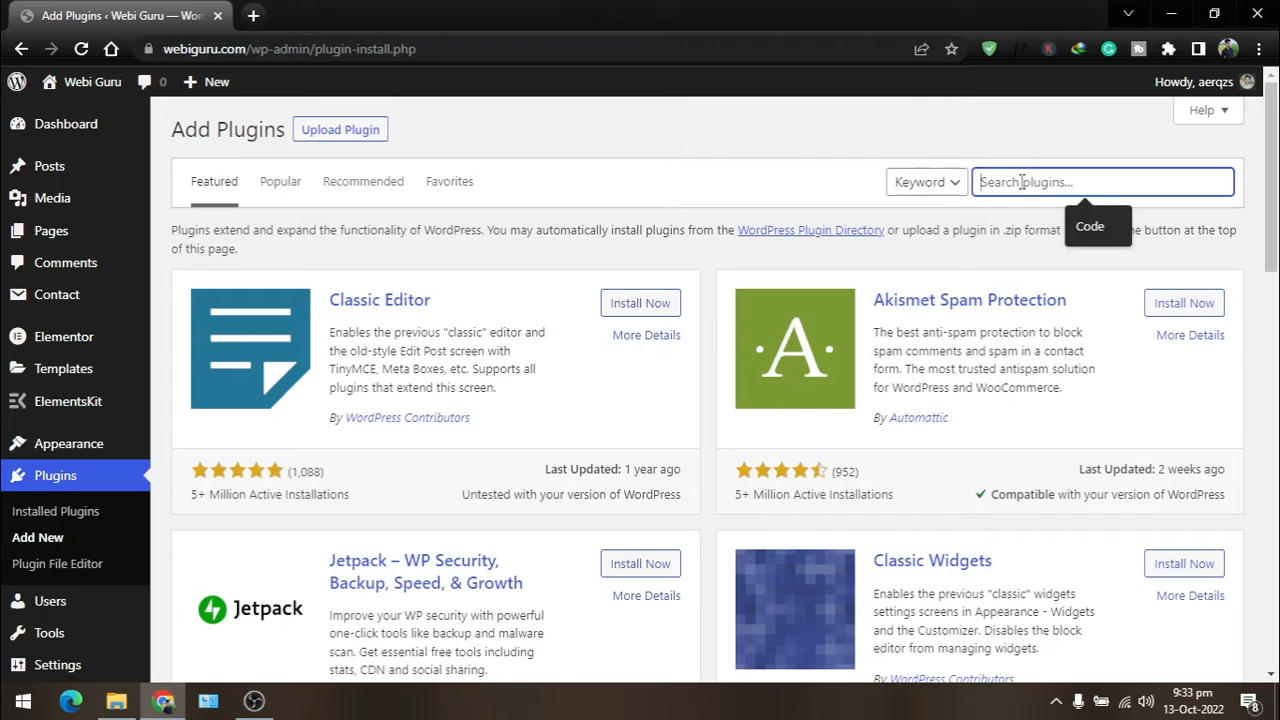 Add Plugins ‹ Webi Guru — Wor
webiguru.com/wp-admin/plugin-install.php
Webi Guru
0
New
Howdy, aerqzs
Dashboard
Posts
Media
Pages
Comments
Contact
Elementor
Templates
ElementsKit
Appearance
Plugins
Installed Plugins
Add New
Plugin File Editor
Users
Tools
Settings
Help
Add Plugins
Upload Plugin
Featured
Popular
Recommended
Favorites
Keyword
Search plugins...
Code
Plugins extend and expand the functionality of WordPress. You may automatically install plugins from the WordPress Plugin Directory or upload a plugin in .zip format e button at the top
of this page.
Classic Editor
Install Now
More Details
Enables the previous "classic" editor and
the old-style Edit Post screen with
TinyMCE, Meta Boxes, etc. Supports all
plugins that extend this screen.
By WordPress Contributors
(1,088)
5+ Million Active Installations
Last Updated: 1 year ago
Untested with your version of WordPress
A
Akismet Spam Protection
Install Now
More Details
The best anti-spam protection to block
spam comments and spam in a contact
form. The most trusted antispam solution
for WordPress and WooCommerce.
By Automattic
(952)
5+ Million Active Installations
Last Updated: 2 weeks ago
Compatible with your version of WordPress
Jetpack
Jetpack – WP Security,
Backup, Speed, & Growth
Install Now
More Details
Improve your WP security with powerful
one-click tools like backup and malware
scan. Get essential free tools including
stats, CDN and social sharing.
Classic Widgets
Install Now
More Details
Enables the previous "classic" widgets
settings screens in Appearance - Widgets
and the Customizer. Disables the block
editor from managing widgets.
By WordPress Contributors
9:33 pm
13-Oct-2022
8